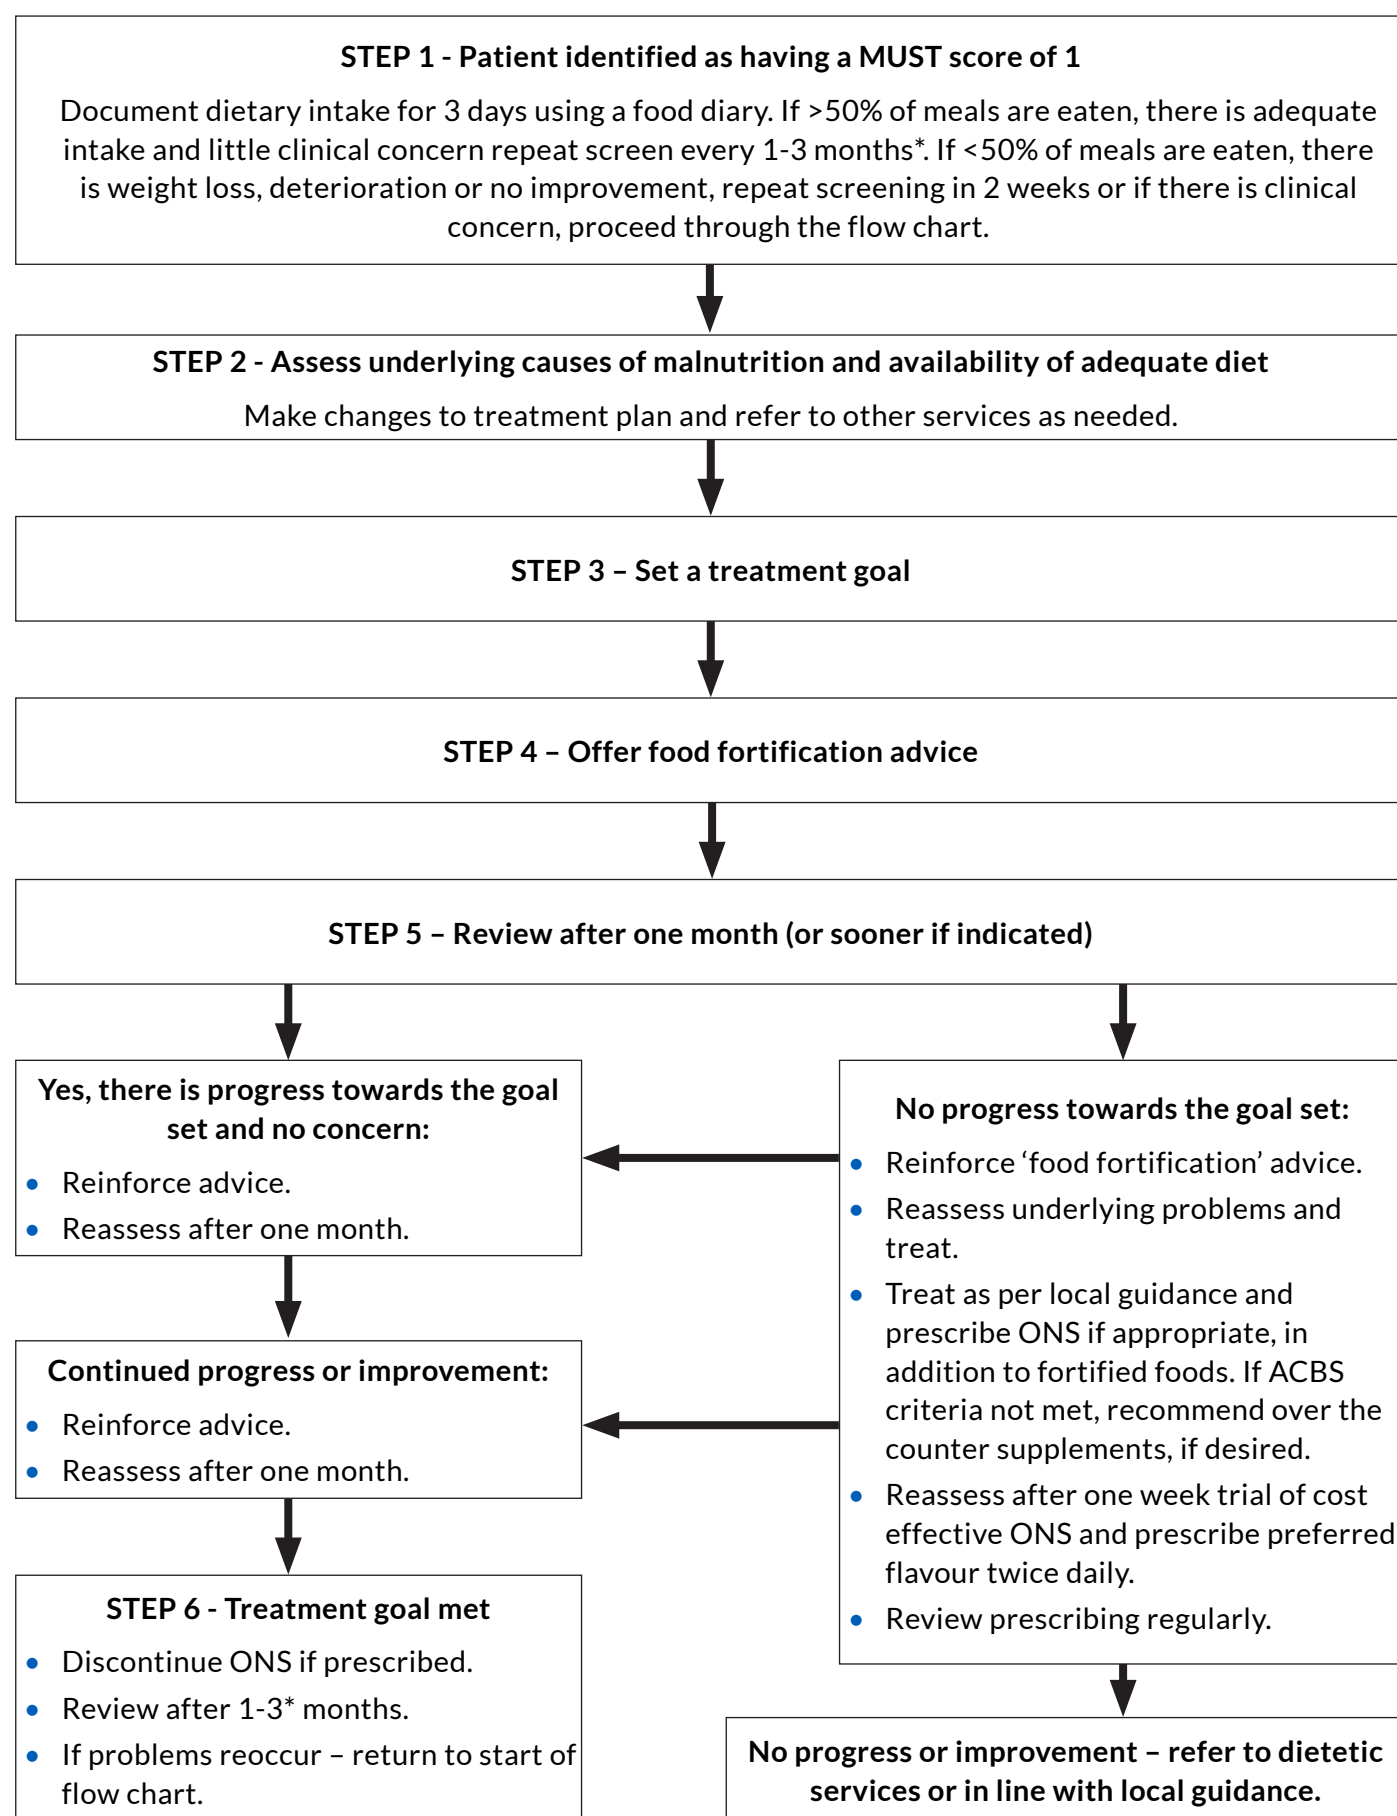 STEP 1 - Patient identified as having a MUST score of 1
Document dietary intake for 3 days using a food diary. If >50% of meals are eaten, there is adequate
intake and little clinical concern repeat screen every 1-3 months*. If <50% of meals are eaten, there
is weight loss, deterioration or no improvement, repeat screening in 2 weeks or if there is clinical
concern, proceed through the flow chart.
STEP 2 - Assess underlying causes of malnutrition and availability of adequate diet
Make changes to treatment plan and refer to other services as needed.
STEP 3 – Set a treatment goal
STEP 4 – Offer food fortification advice
STEP 5 – Review after one month (or sooner if indicated)
Yes, there is progress towards the goal
set and no concern:
• Reinforce advice.
• Reassess after one month.
Continued progress or improvement:
• Reinforce advice.
• Reassess after one month.
STEP 6 - Treatment goal met
• Discontinue ONS if prescribed.
• Review after 1-3* months.
• If problems reoccur – return to start of
flow chart.
No progress towards the goal set:
• Reinforce ‘food fortification’ advice.
• Reassess underlying problems and
treat.
• Treat as per local guidance and
prescribe ONS if appropriate, in
addition to fortified foods. If ACBS
criteria not met, recommend over the
counter supplements, if desired.
• Reassess after one week trial of cost
effective ONS and prescribe preferred
flavour twice daily.
• Review prescribing regularly.
No progress or improvement – refer to dietetic
services or in line with local guidance.